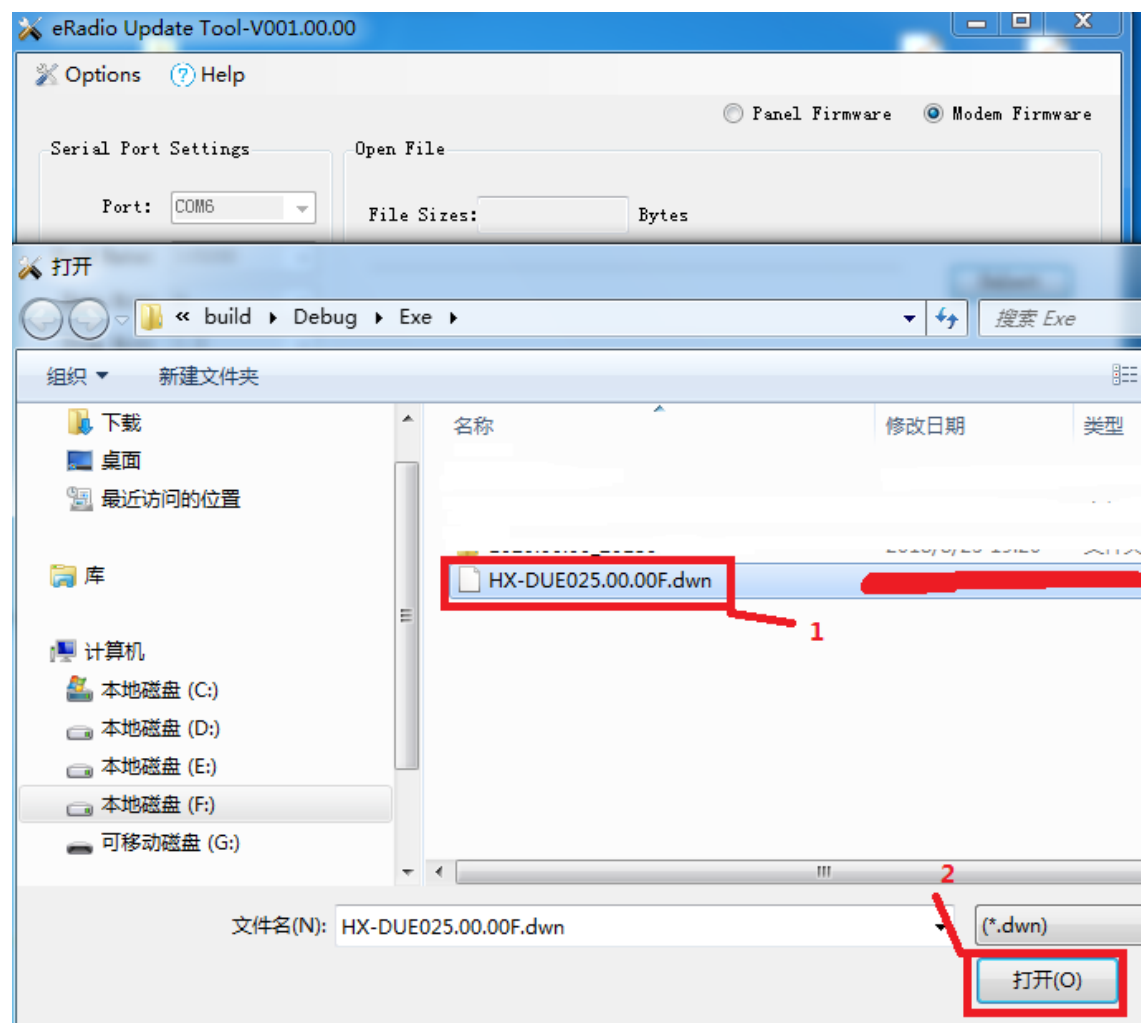 eRadio Update Tool-V001.00.00
Options Help
Panel Firmware Modem Firmware
Serial Port Settings Open File
Port: COM6 File Sizes: Bytes
打开
« build Debug Exe 搜索 Exe
组织 新建文件夹
下载 名称 修改日期 类型
桌面
最近访问的位置
HX-DUE025.00.00F.dwn
库
1
计算机
本地磁盘 (C:)
本地磁盘 (D:)
本地磁盘 (E:)
本地磁盘 (F:)
可移动磁盘 (G:)
2
文件名(N): HX-DUE025.00.00F.dwn (*.dwn)
打开(O)